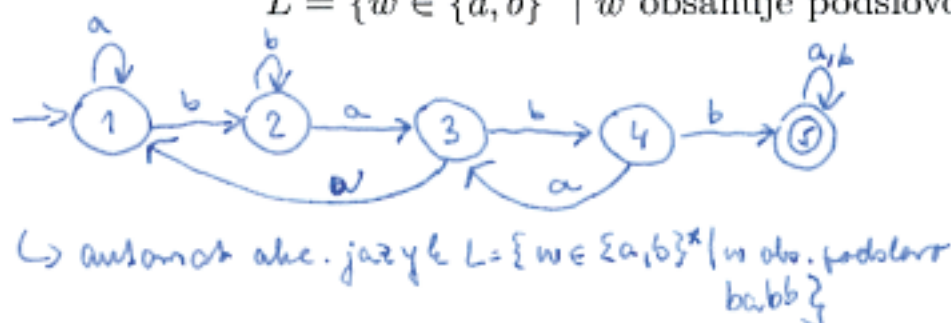 L = {w ∈ {a, b} | w obsahuje podslovo
a b a,b
→ 1 b 2 a 3 b 4 b 5
a a
↳ automat akc. jazyk L = {w ∈ {a,b}* | w obs. podslovo
babb}